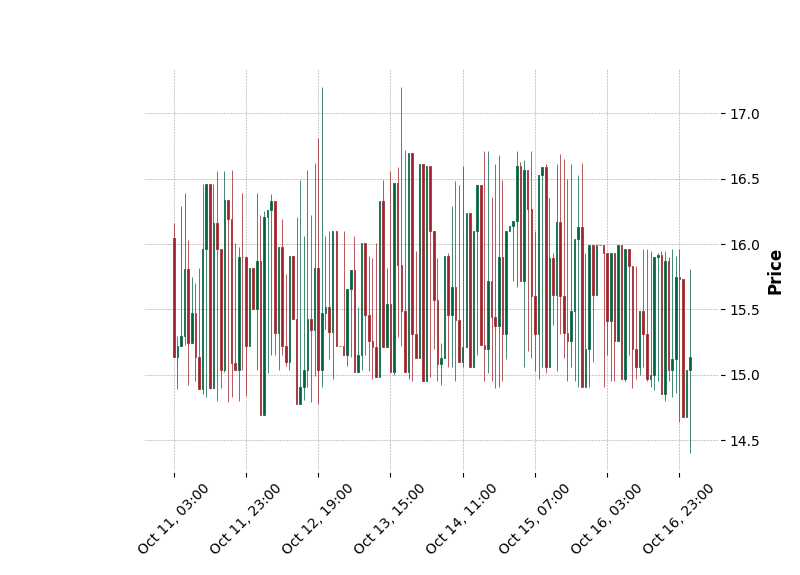 17.0
16.5
16.0
15.5
15.0
14.5
Price
Oct 11, 03:00
Oct 11, 23:00
Oct 12, 19:00
Oct 13, 15:00
Oct 14, 11:00
Oct 15, 07:00
Oct 16, 03:00
Oct 16, 23:00